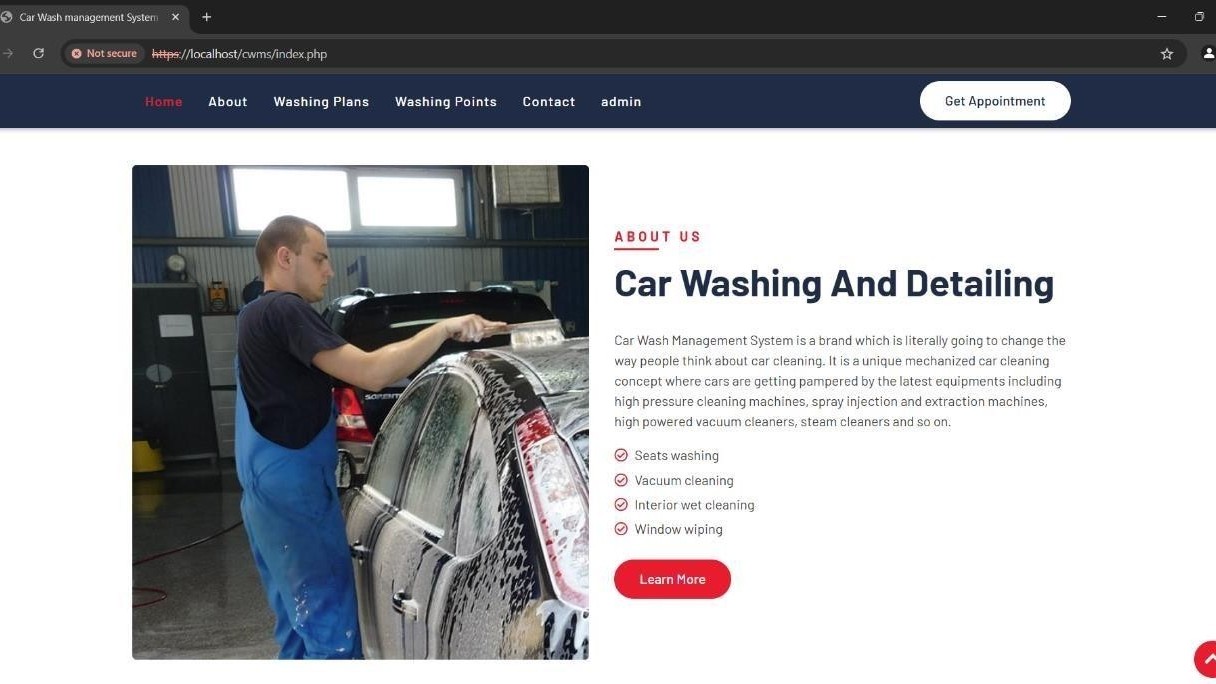 Car Wash management System
Not secure
https://localhost/cwms/index.php
Home About Washing Plans Washing Points Contact admin Get Appointment
ABOUT US
Car Washing And Detailing
Car Wash Management System is a brand which is literally going to change the
way people think about car cleaning. It is a unique mechanized car cleaning
concept where cars are getting pampered by the latest equipments including
high pressure cleaning machines, spray injection and extraction machines,
high powered vacuum cleaners, steam cleaners and so on.
Seats washing
Vacuum cleaning
Interior wet cleaning
Window wiping
Learn More
SORENTO